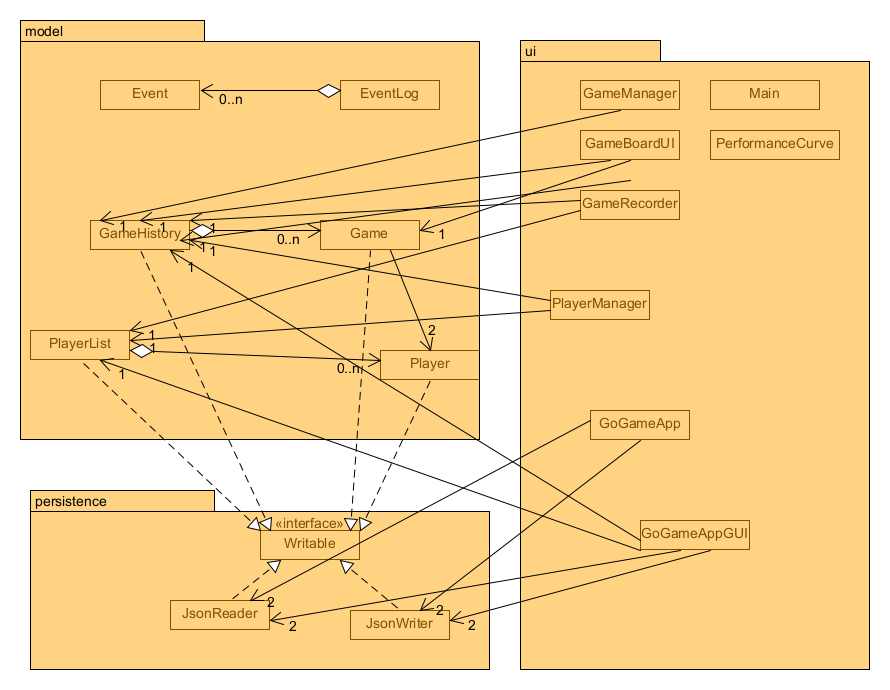 model
ui
Event
0..n
EventLog
GameManager
Main
GameBoardUI
PerformanceCurve
GameRecorder
GameHistory
1
1
1
1
1
1
0..n
Game
1
PlayerManager
2
PlayerList
1
1
1
0..n
Player
GoGameApp
persistence
«interface»
Writable
GoGameAppGUI
JsonReader
2
2
JsonWriter
2
2